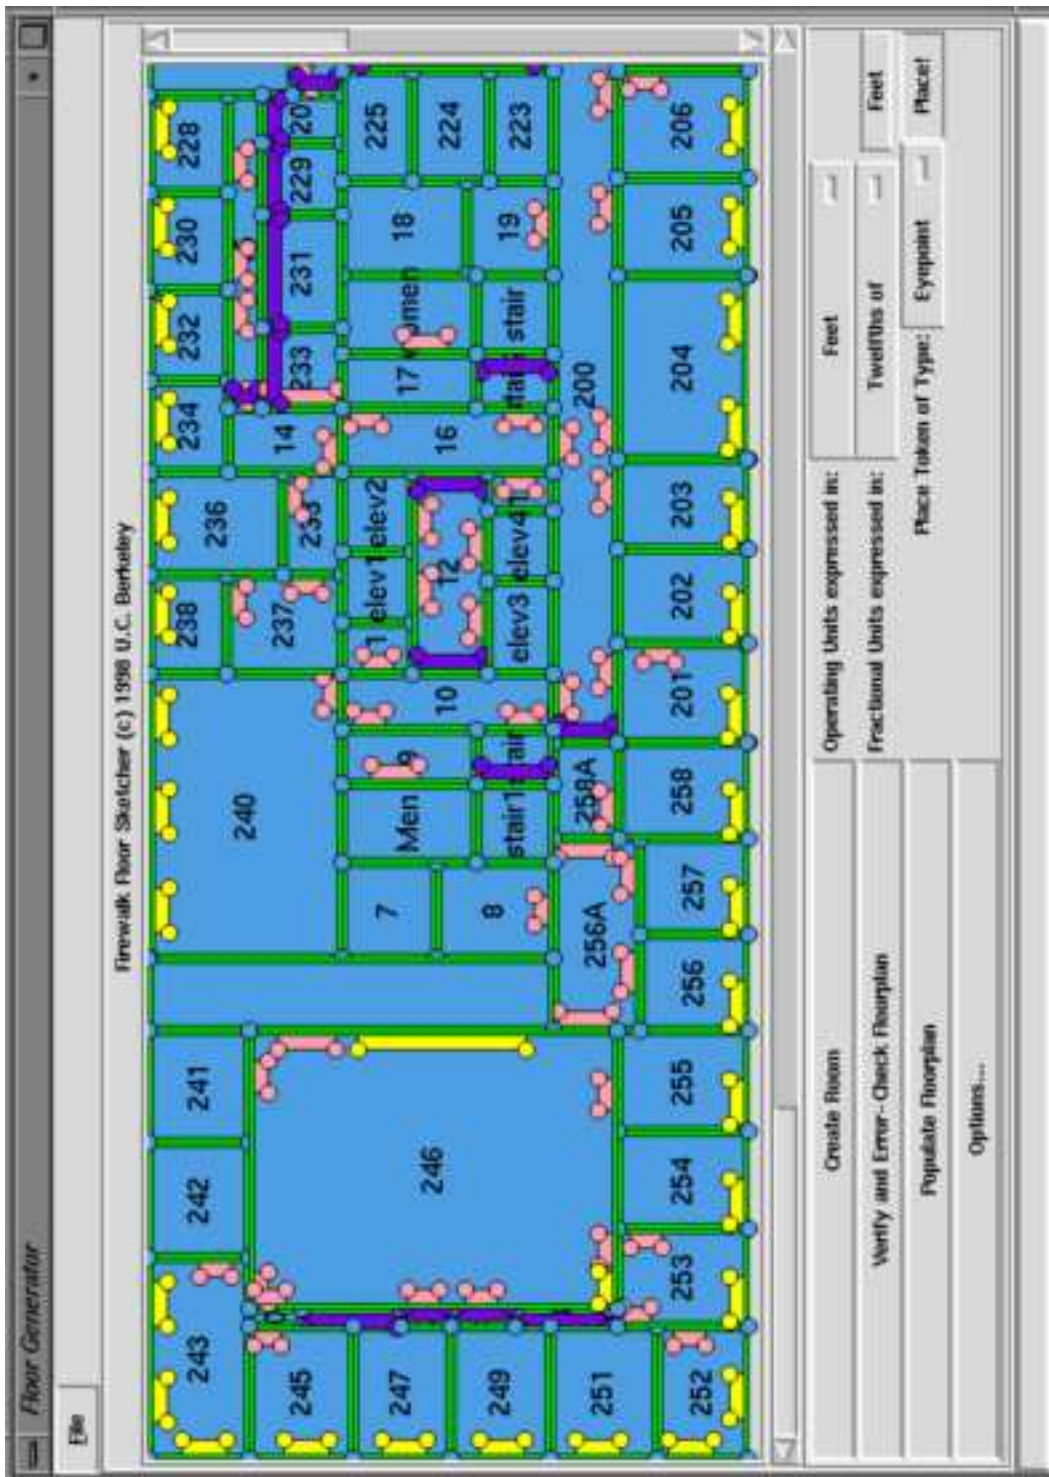 Floor Generator
File
Firewalk Floor Sketcher (c) 1998 U.C. Berkeley
243
242
241
240
238
236
234
232
230
228
237
14
233
231
229
20
245
246
7
Men
9
10
1
elev1
elev2
16
17
18
225
247
12
224
249
8
stair1
elev3
elev4
stair
19
223
251
256A
258A
200
252
253
254
255
256
257
258
201
202
203
204
205
206
Create Room
Operating Units expressed in:
Feet
Verify and Error-Check Floorplan
Fractional Units expressed in:
Twelfths of
Feet
Populate Floorplan
Place Token of Type:
Eyepoint
Place!
Options...